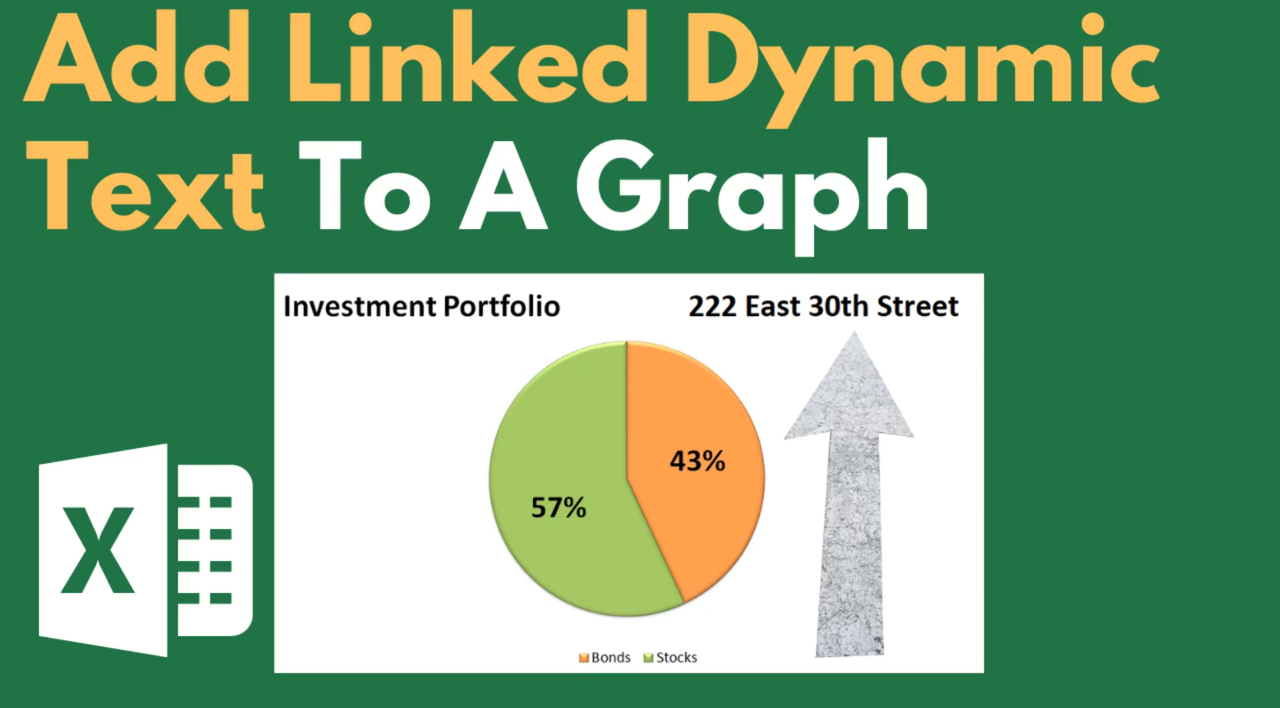 Add Linked Dynamic
Text To A Graph
Investment Portfolio
222 East 30th Street
43%
57%
X
Bonds Stocks